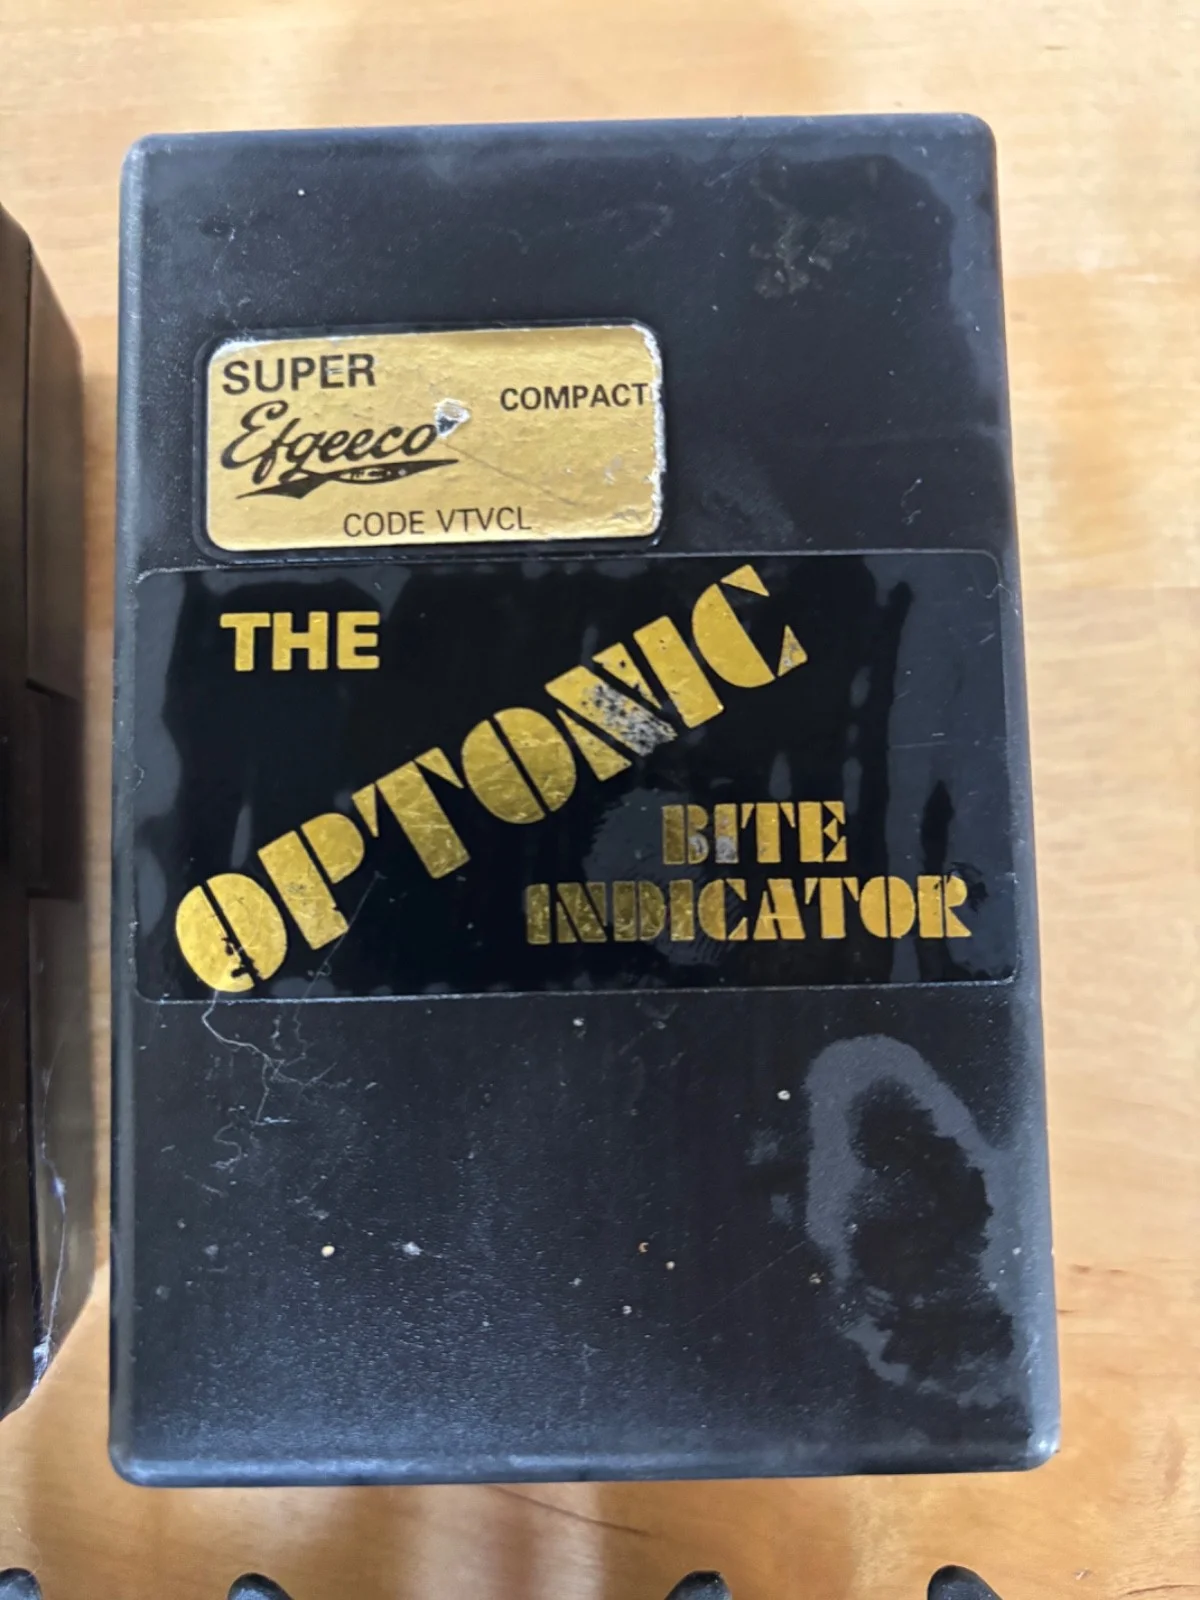 SUPER
COMPACT
Efgeeco
CODE VTVCL
THE
OPTONIC
BITE
INDICATOR